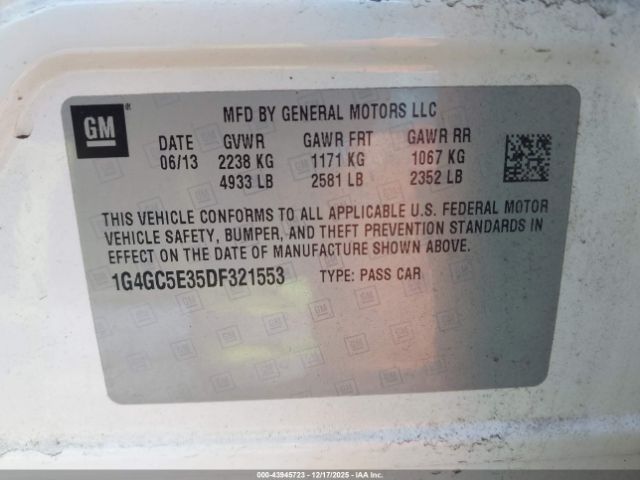 GM
MFD BY GENERAL MOTORS LLC
DATE GVWR GAWR FRT GAWR RR
06/13 2238 KG 1171 KG 1067 KG
4933 LB 2581 LB 2352 LB
THIS VEHICLE CONFORMS TO ALL APPLICABLE U.S. FEDERAL MOTOR
VEHICLE SAFETY, BUMPER, AND THEFT PREVENTION STANDARDS IN
EFFECT ON THE DATE OF MANUFACTURE SHOWN ABOVE.
1G4GC5E35DF321553 TYPE: PASS CAR
000-43945723 - 12/17/2025 - IAA Inc.